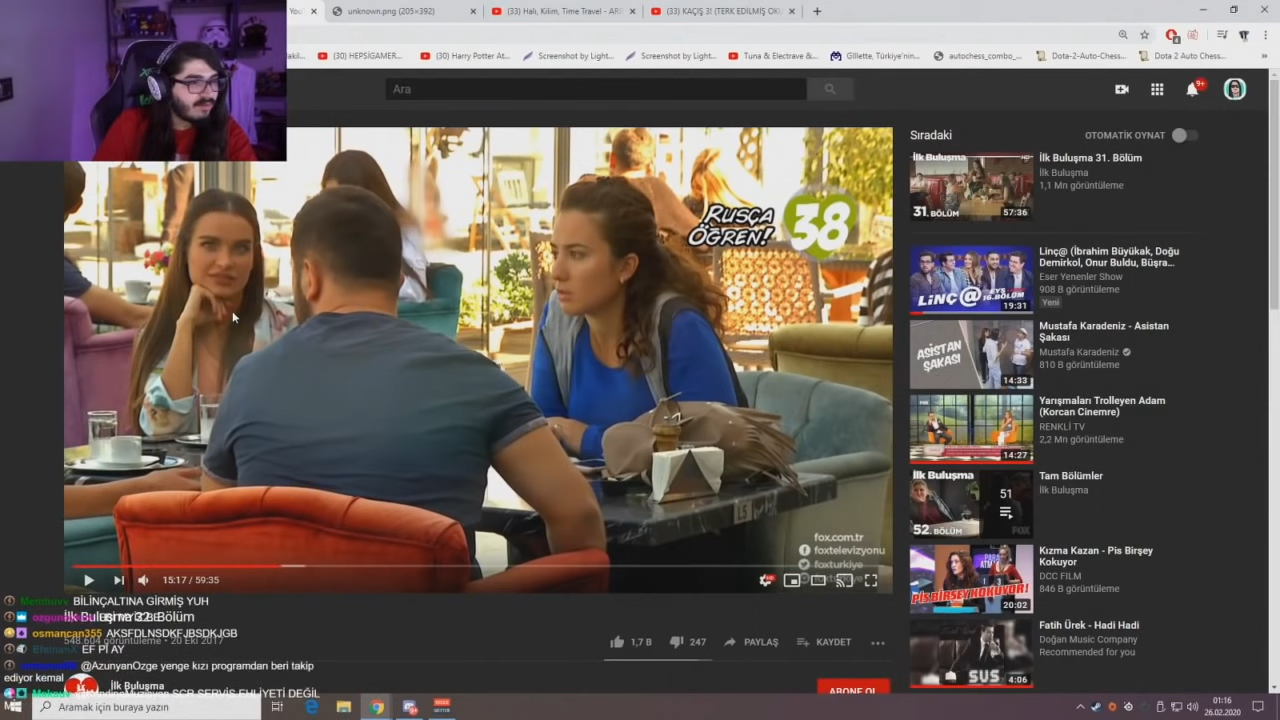 You
unknown.png (205×392)
(33) Halı, Kilim, Time Travel - AR
(33) KAÇIŞ 3! (TERK EDİLMİŞ OK
(30) HEPSİGAMER...
(30) Harry Potter At...
Screenshot by Light...
Screenshot by Light...
Tuna & Electrave &...
Gillette, Türkiye'nin...
autochess_combo_...
Dota-2-Auto-Chess...
Dota 2 Auto Chess...
Ara
9+
RUSÇA
ÖĞREN!
38
fox.com.tr
foxtelevizyonu
foxturkiye
15:17 / 59:35
İlk Buluşma 32. Bölüm
548.604 görüntüleme • 20 Eki 2017
1,7 B
247
PAYLAŞ
KAYDET
İlk Buluşma
ABONE OL
BİLİNÇALTINA GİRMİŞ YUH
osmancan355 AKSFDLNSDKFJBSDKJGB
EF Pİ AY
@AzunyanOzge yenge kızı programdan beri takip
ediyor kemal
SCR SERVİS EHLİYETİ DEĞİL
Sıradaki
OTOMATİK OYNAT
İlk Buluşma
31. BÖLÜM
57:36
İlk Buluşma 31. Bölüm
İlk Buluşma
1,1 Mn görüntüleme
LİNÇ@
EYS
16.BÖLÜM
19:31
Linç@ (İbrahim Büyükak, Doğu
Demirkol, Onur Buldu, Büşra...
Eser Yenenler Show
908 B görüntüleme
Yeni
ASİSTAN
ŞAKASI
14:33
Mustafa Karadeniz - Asistan
Şakası
Mustafa Karadeniz
810 B görüntüleme
14:27
Yarışmaları Trolleyen Adam
(Korcan Cinemre)
RENKLİ TV
2,2 Mn görüntüleme
İlk Buluşma
52. BÖLÜM
51
FOX
Tam Bölümler
İlk Buluşma
PİS BİRŞEY KOKUYOR!
20:02
Kızma Kazan - Pis Birşey
Kokuyor
DCC FILM
846 B görüntüleme
SUS
4:06
Fatih Ürek - Hadi Hadi
Doğan Music Company
Recommended for you
Aramak için buraya yazın
01:16
26.02.2020